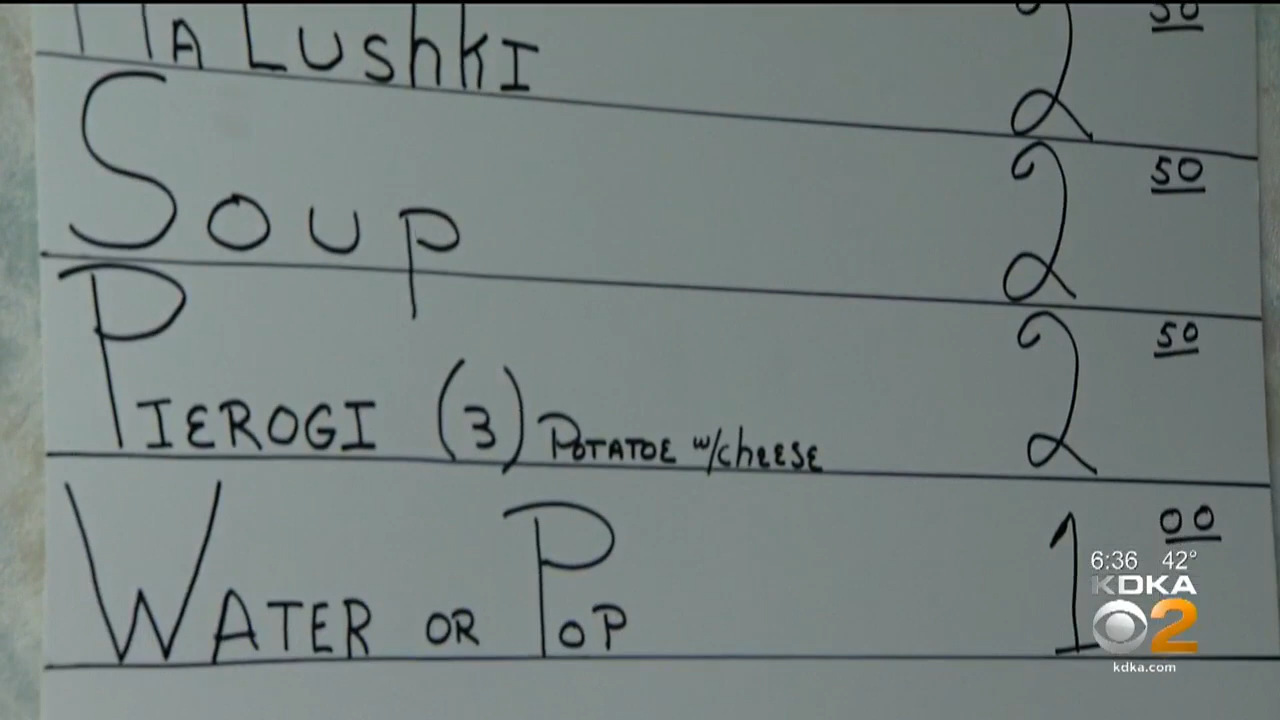 HaLushki 2 50
Soup 2 50
PIEROGI (3) POTATOE w/cheese 2 50
WATER OR POP 1 00
6:36 42°
KDKA
2
kdka.com